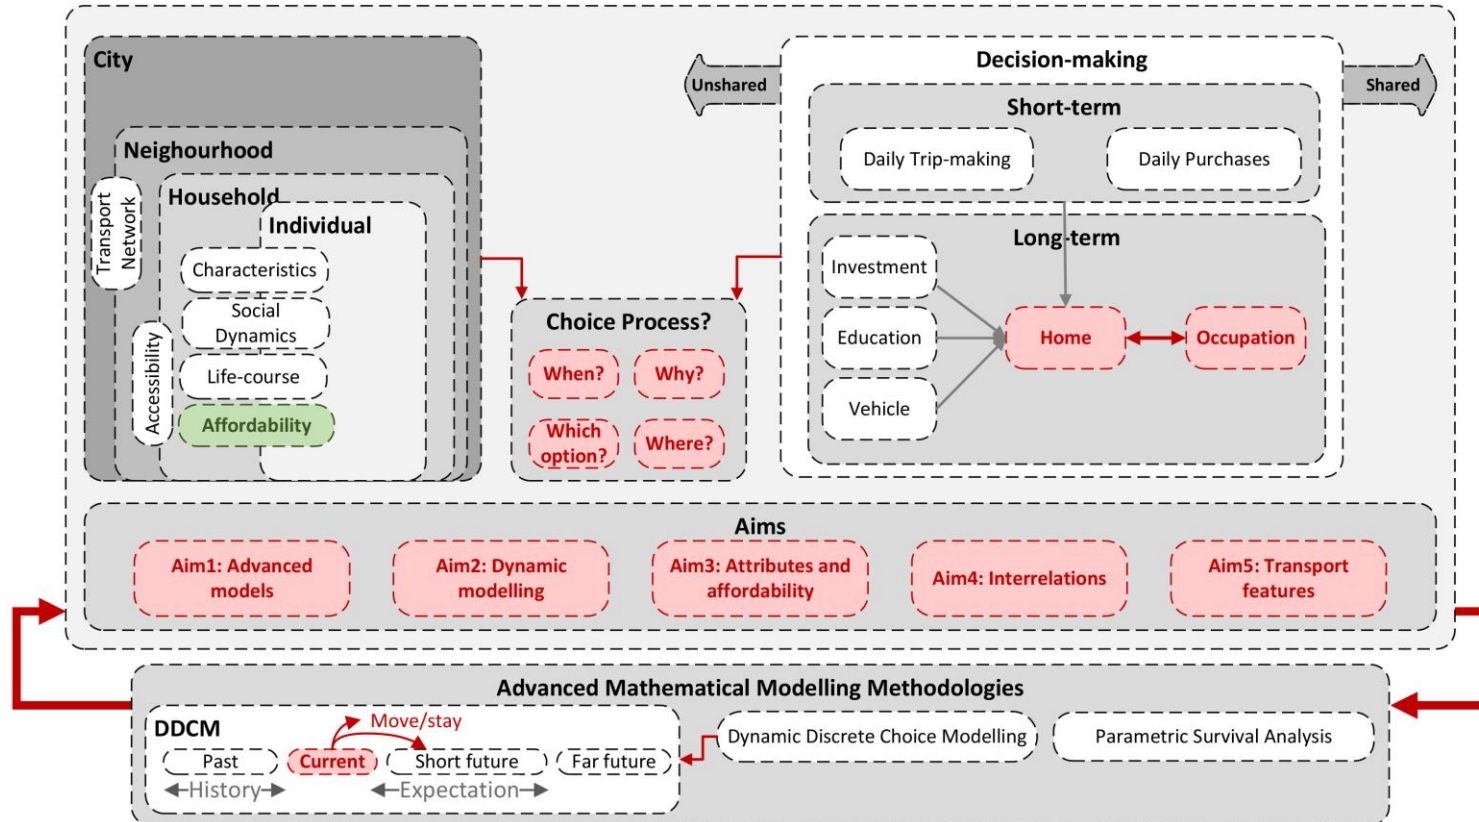 City
Neighourhood
Household
Individual
Transport
Network
Accessibility
Characteristics
Social
Dynamics
Life-course
Affordability
Choice Process?
When?
Why?
Which
option?
Where?
Unshared
Shared
Decision-making
Short-term
Daily Trip-making
Daily Purchases
Long-term
Investment
Education
Vehicle
Home
Occupation
Aims
Aim1: Advanced
models
Aim2: Dynamic
modelling
Aim3: Attributes and
affordability
Aim4: Interrelations
Aim5: Transport
features
Advanced Mathematical Modelling Methodologies
DDCM
Move/stay
Past
Current
Short future
Far future
History
Expectation
Dynamic Discrete Choice Modelling
Parametric Survival Analysis